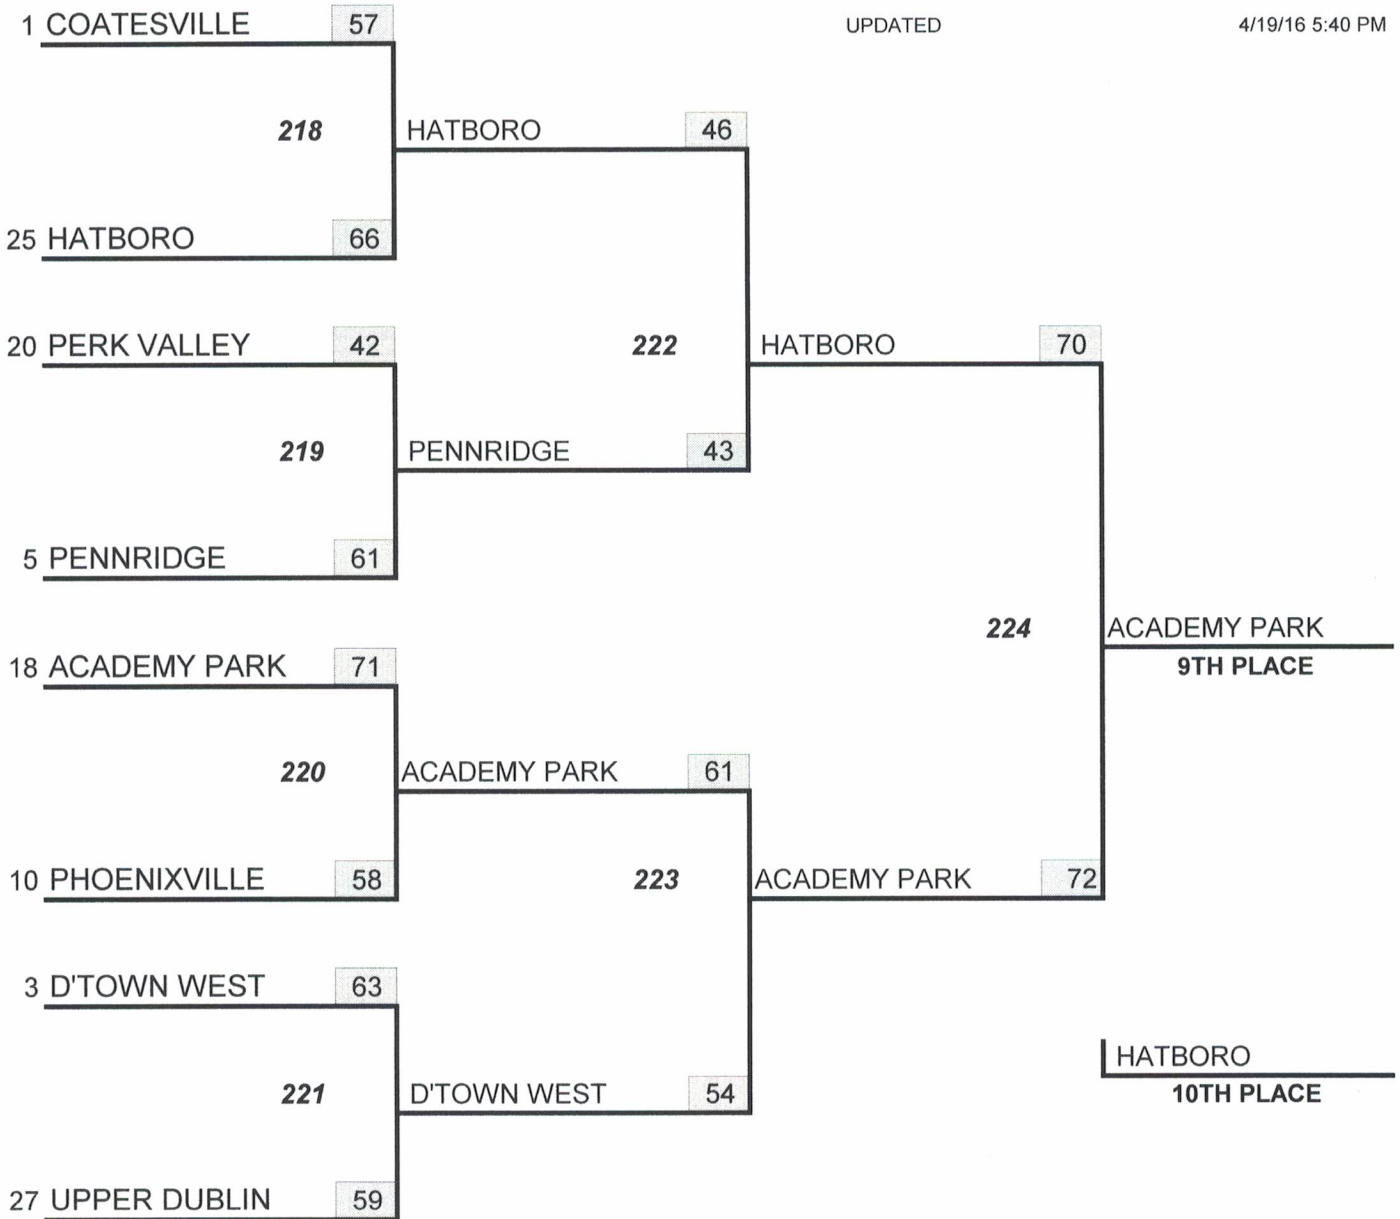 1 COATESVILLE 57 UPDATED 4/19/16 5:40 PM
218 HATBORO 46
25 HATBORO 66
20 PERK VALLEY 42 222 HATBORO 70
219 PENNRIDGE 43
5 PENNRIDGE 61
224 ACADEMY PARK
18 ACADEMY PARK 71 9TH PLACE
220 ACADEMY PARK 61
10 PHOENIXVILLE 58 223 ACADEMY PARK 72
3 D'TOWN WEST 63
HATBORO
221 D'TOWN WEST 54 10TH PLACE
27 UPPER DUBLIN 59